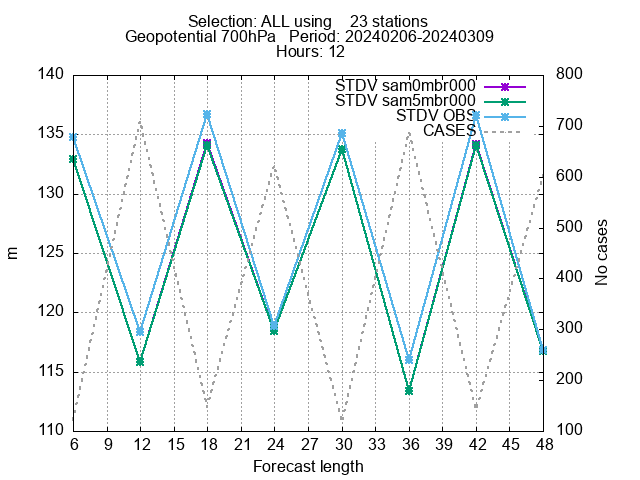 Selection: ALL using    23 stations
Geopotential 700hPa   Period: 20240206-20240309
Hours: 12
140
135
130
125
120
115
110
m
800
700
600
500
400
300
200
100
No cases
STDV sam0mbr000
STDV sam5mbr000
STDV OBS
CASES
6 9 12 15 18 21 24 27 30 33 36 39 42 45 48
Forecast length